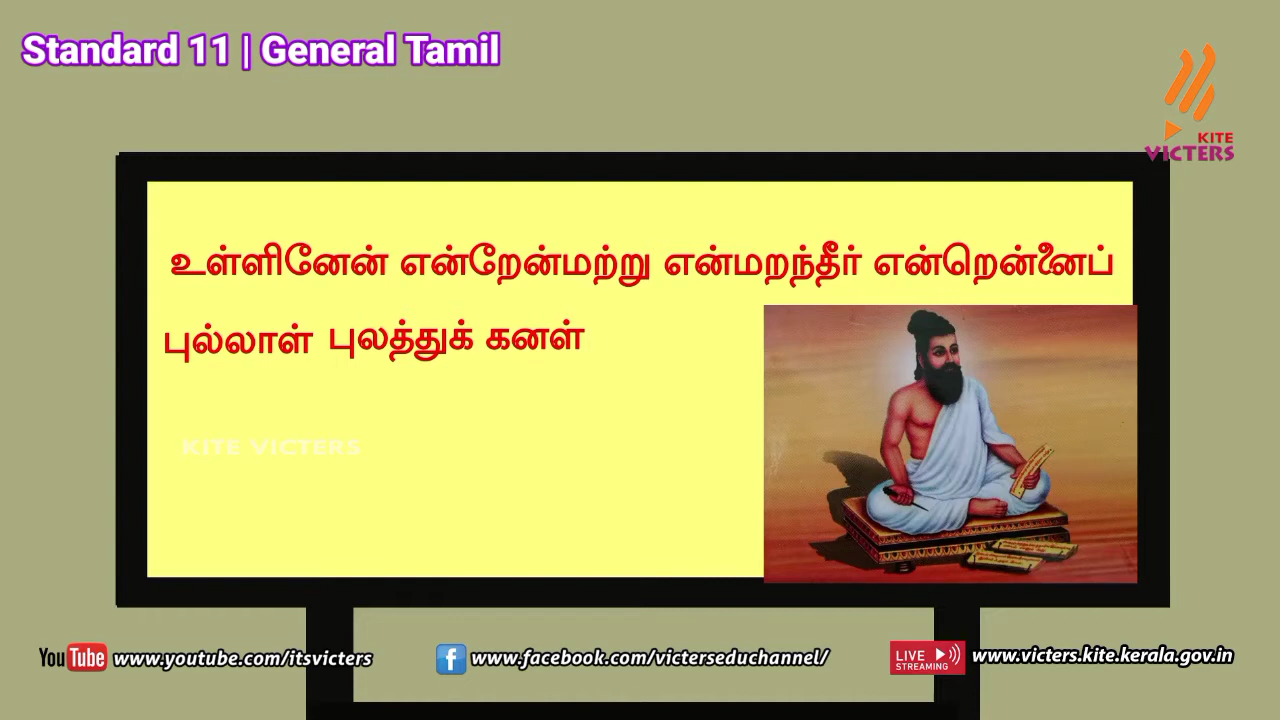 Standard 11 | General Tamil
KITE
VICTERS
உள்ளினேன் என்றேன்மற்று என்மறந்தீர் என்றென்னைப்
புல்லாள் புலத்துக் கனள்
KITE VICTERS
YouTube www.youtube.com/itsvicters
f www.facebook.com/victerseduchannel/
LIVE STREAMING www.victers.kite.kerala.gov.in